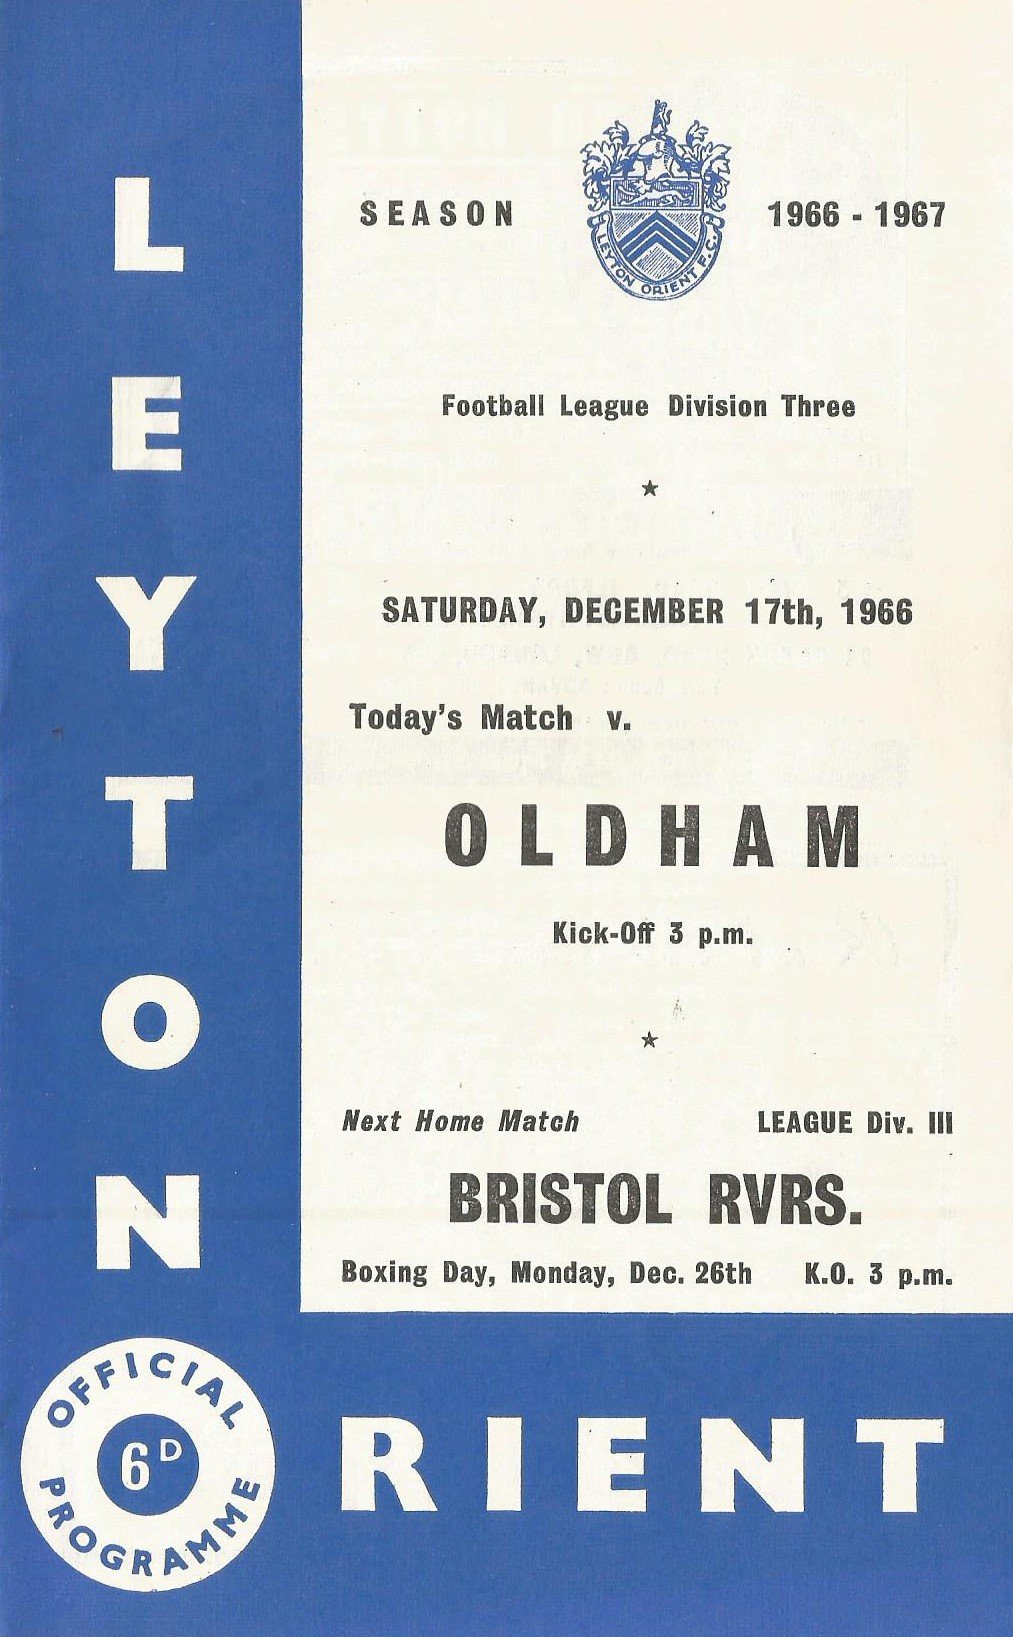 LEYTON
SEASON 1966 - 1967
LEYTON ORIENT F.C.
Football League Division Three
SATURDAY, DECEMBER 17th, 1966
Today's Match v.
OLDHAM
Kick-Off 3 p.m.
Next Home Match LEAGUE Div. III
BRISTOL RVRS.
Boxing Day, Monday, Dec. 26th K.O. 3 p.m.
OFFICIAL
6D
PROGRAMME
RIENT